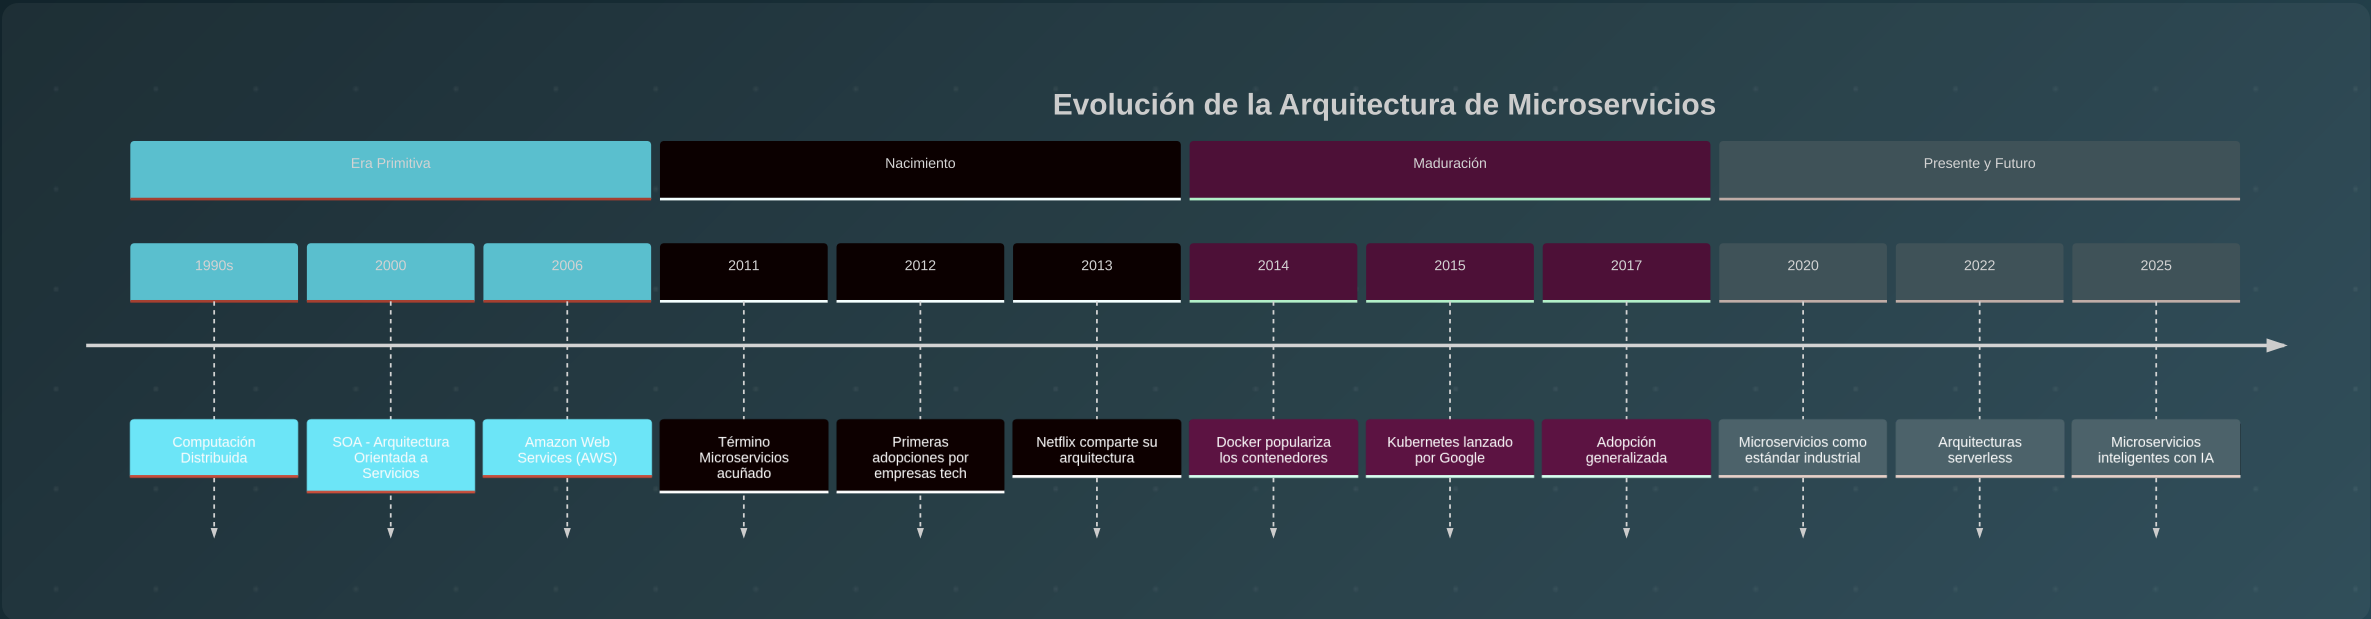 Evolución de la Arquitectura de Microservicios
Era Primitiva
Nacimiento
Maduración
Presente y Futuro
1990s
2000
2006
2011
2012
2013
2014
2015
2017
2020
2022
2025
Computación
Distribuida
SOA - Arquitectura
Orientada a
Servicios
Amazon Web
Services (AWS)
Término
Microservicios
acuñado
Primeras
adopciones por
empresas tech
Netflix comparte su
arquitectura
Docker populariza
los contenedores
Kubernetes lanzado
por Google
Adopción
generalizada
Microservicios como
estándar industrial
Arquitecturas
serverless
Microservicios
inteligentes con IA